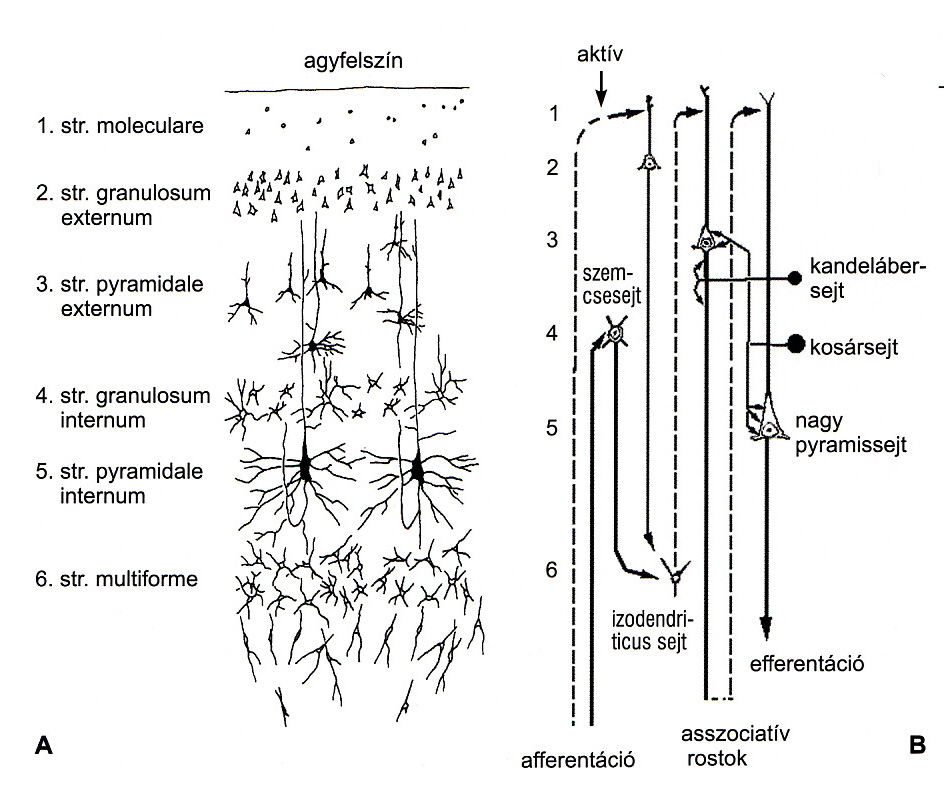 agyfelszín
1. str. moleculare
2. str. granulosum
externum
3. str. pyramidale
externum
4. str. granulosum
internum
5. str. pyramidale
internum
6. str. multiforme
A
aktív
1
2
3
4
5
6
szem-
csesejt
kandeláber-
sejt
kosársejt
nagy
pyramissejt
izodendri-
ticus sejt
efferentáció
afferentáció
asszociatív
rostok
B